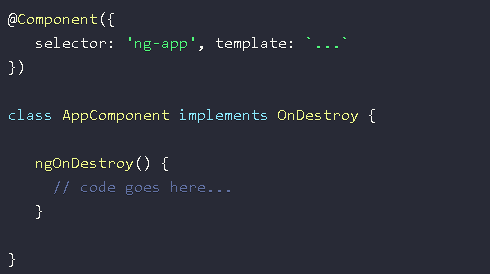 @Component({
selector: 'ng-app', template: `...`
})
class AppComponent implements OnDestroy {
ngOnDestroy() {
// code goes here...
}
}